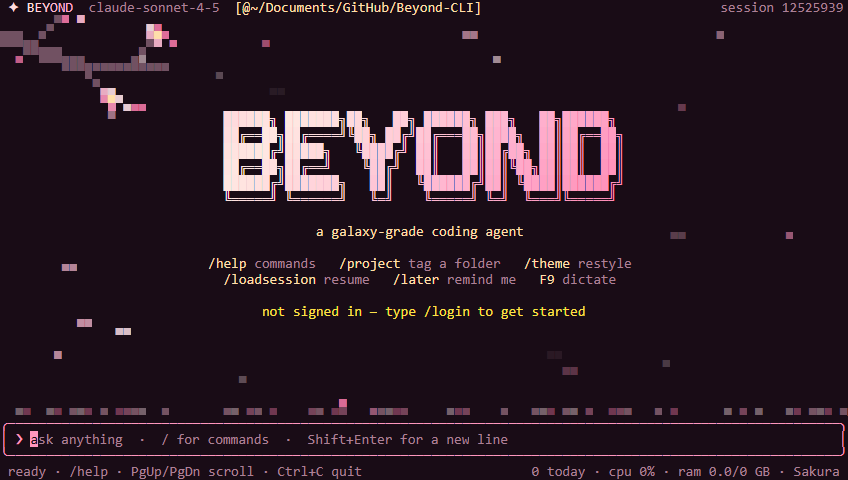 ✦ BEYOND claude-sonnet-4-5 [@~/Documents/GitHub/Beyond-CLI] session 12525939
BEYOND
a galaxy-grade coding agent
/help commands /project tag a folder /theme restyle
/loadsession resume /later remind me F9 dictate
not signed in — type /login to get started
❯ ask anything · / for commands · Shift+Enter for a new line
ready · /help · PgUp/PgDn scroll · Ctrl+C quit 0 today · cpu 0% · ram 0.0/0 GB · Sakura